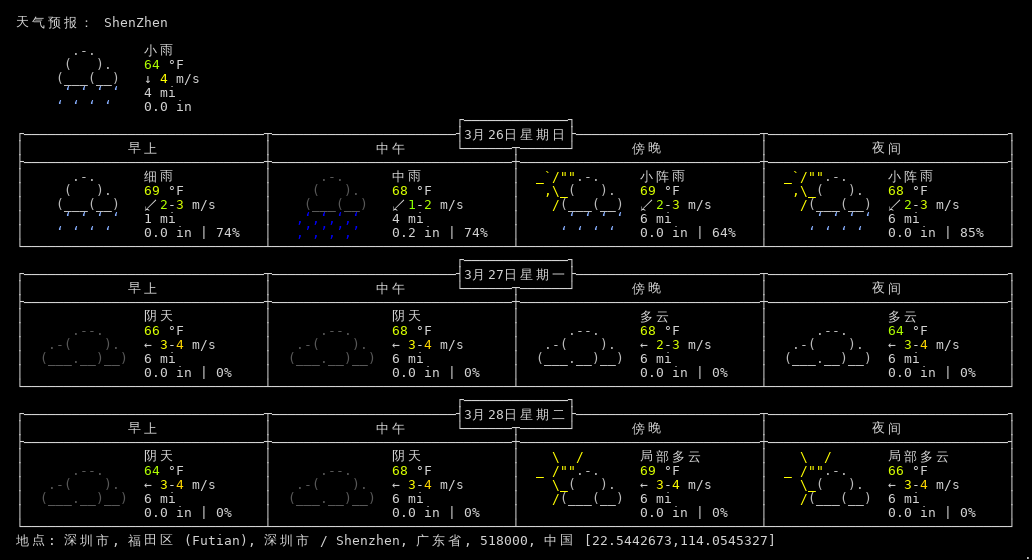 天气预报： ShenZhen
小雨
64 °F
↓ 4 m/s
4 mi
0.0 in
3月26日星期日
早上 中午 傍晚 夜间
细雨 中雨 小阵雨 小阵雨
69 °F 68 °F 69 °F 68 °F
↙ 2-3 m/s ↙ 1-2 m/s ↙ 2-3 m/s ↙ 2-3 m/s
1 mi 4 mi 6 mi 6 mi
0.0 in | 74% 0.2 in | 74% 0.0 in | 64% 0.0 in | 85%
3月27日星期一
早上 中午 傍晚 夜间
阴天 阴天 多云 多云
66 °F 68 °F 68 °F 64 °F
← 3-4 m/s ← 3-4 m/s ← 2-3 m/s ← 3-4 m/s
6 mi 6 mi 6 mi 6 mi
0.0 in | 0% 0.0 in | 0% 0.0 in | 0% 0.0 in | 0%
3月28日星期二
早上 中午 傍晚 夜间
阴天 阴天 局部多云 局部多云
64 °F 68 °F 69 °F 66 °F
← 3-4 m/s ← 3-4 m/s ← 3-4 m/s ← 3-4 m/s
6 mi 6 mi 6 mi 6 mi
0.0 in | 0% 0.0 in | 0% 0.0 in | 0% 0.0 in | 0%
地点: 深圳市, 福田区 (Futian), 深圳市 / Shenzhen, 广东省, 518000, 中国 [22.5442673,114.0545327]